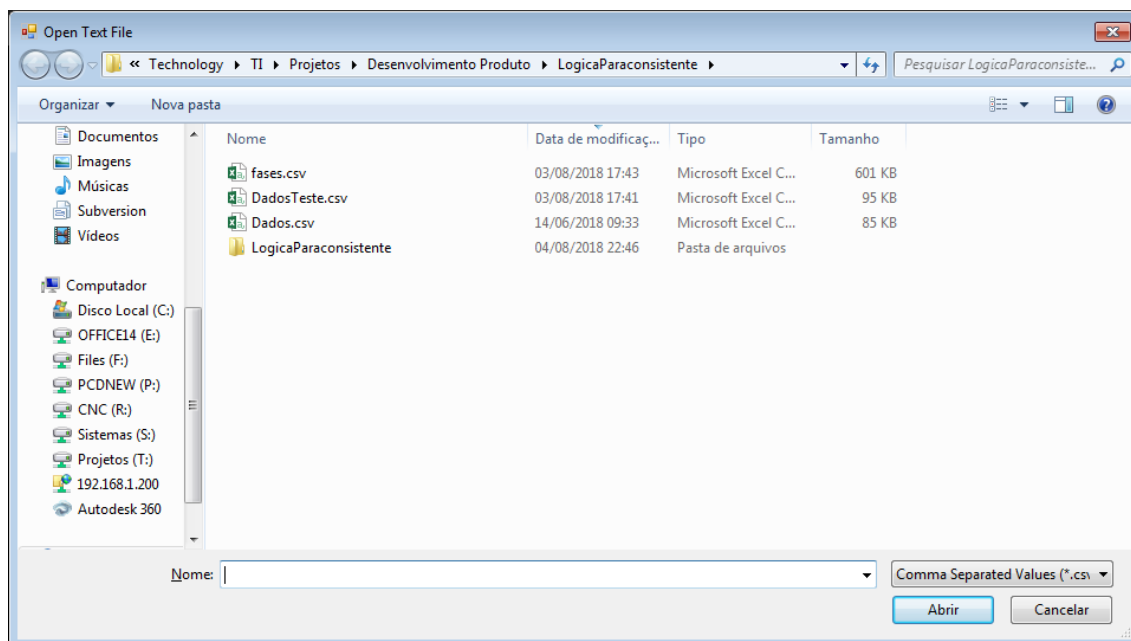 Open Text File
« Technology ▸ TI ▸ Projetos ▸ Desenvolvimento Produto ▸ LogicaParaconsistente ▸
Pesquisar LogicaParaconsiste...
Organizar
Nova pasta
Documentos
Imagens
Músicas
Subversion
Vídeos
Computador
Disco Local (C:)
OFFICE14 (E:)
Files (F:)
PCDNEW (P:)
CNC (R:)
Sistemas (S:)
Projetos (T:)
192.168.1.200
Autodesk 360
Nome Data de modificaç... Tipo Tamanho
fases.csv 03/08/2018 17:43 Microsoft Excel C... 601 KB
DadosTeste.csv 03/08/2018 17:41 Microsoft Excel C... 95 KB
Dados.csv 14/06/2018 09:33 Microsoft Excel C... 85 KB
LogicaParaconsistente 04/08/2018 22:46 Pasta de arquivos
Nome:
Comma Separated Values (*.csv
Abrir
Cancelar